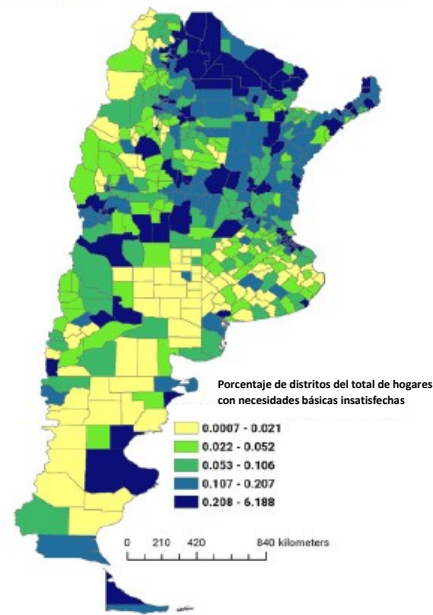 Porcentaje de distritos del total de hogares
con necesidades básicas insatisfechas
0.0007 - 0.021
0.022 - 0.052
0.053 - 0.106
0.107 - 0.207
0.208 - 6.188
0 210 420 840 kilometers